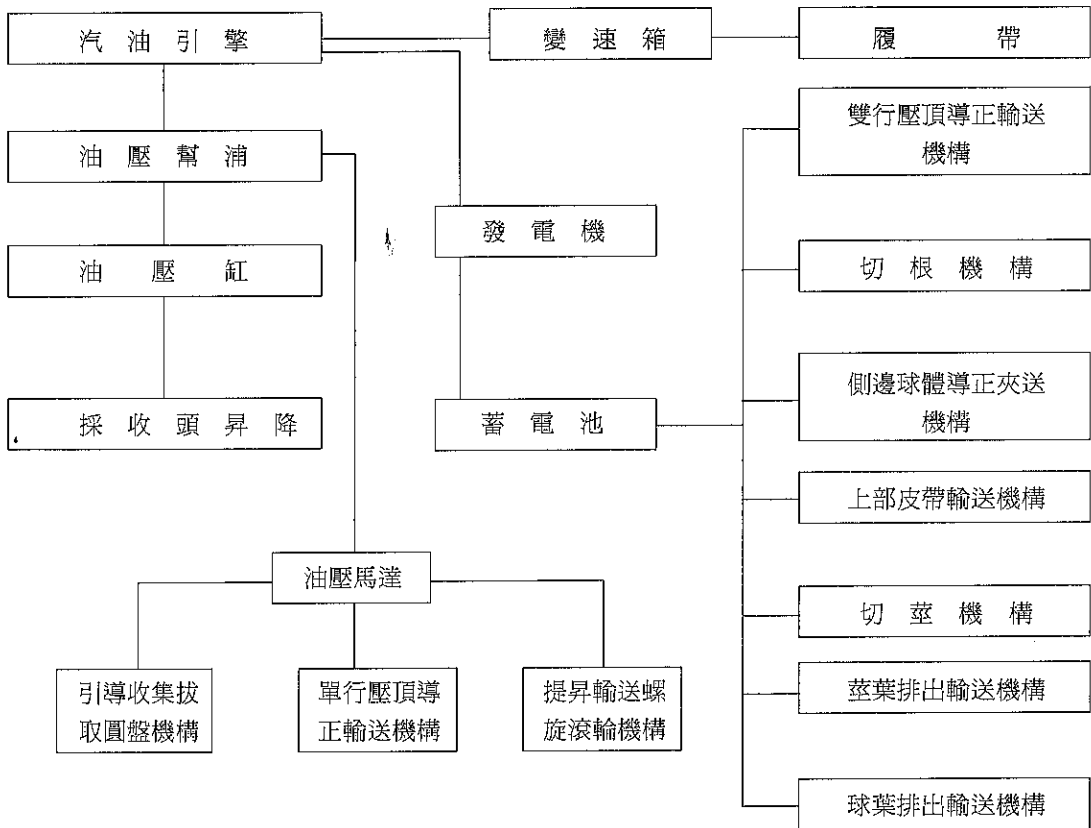 汽油引擎
變速箱
履帶
雙行壓頂導正輸送
機構
油壓幫浦
發電機
油壓缸
切根機構
側邊球體導正夾送
機構
採收頭昇降
蓄電池
上部皮帶輸送機構
油壓馬達
切莖機構
引導收集拔
取圓盤機構
單行壓頂導
正輸送機構
提昇輸送螺
旋滾輪機構
莖葉排出輸送機構
球葉排出輸送機構